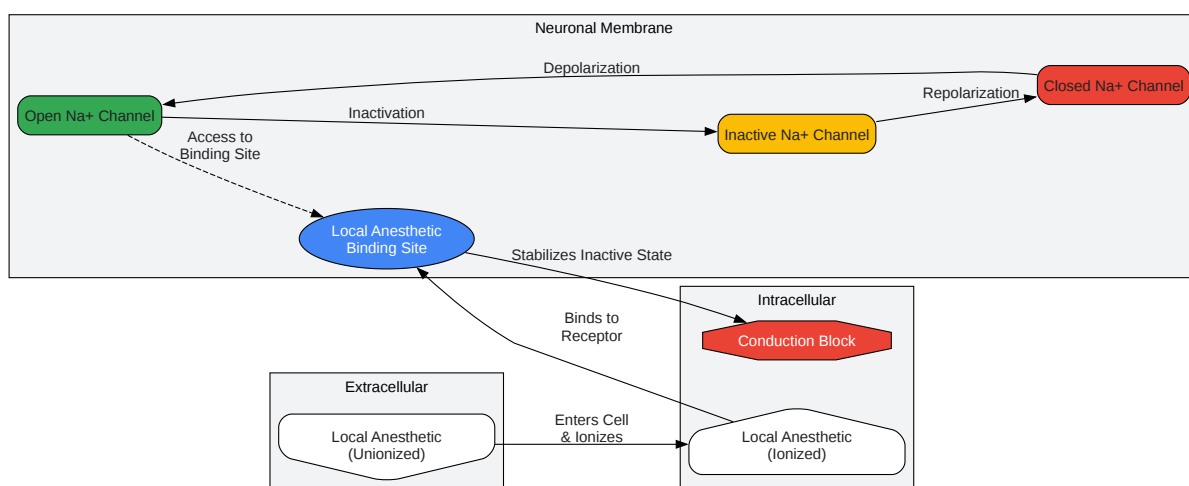 Neuronal Membrane
Depolarization
Closed Na+ Channel
Repolarization
Open Na+ Channel
Inactivation
Inactive Na+ Channel
Access to
Binding Site
Local Anesthetic
Binding Site
Stabilizes Inactive State
Intracellular
Binds to
Receptor
Conduction Block
Extracellular
Local Anesthetic
(Unionized)
Enters Cell
& Ionizes
Local Anesthetic
(Ionized)